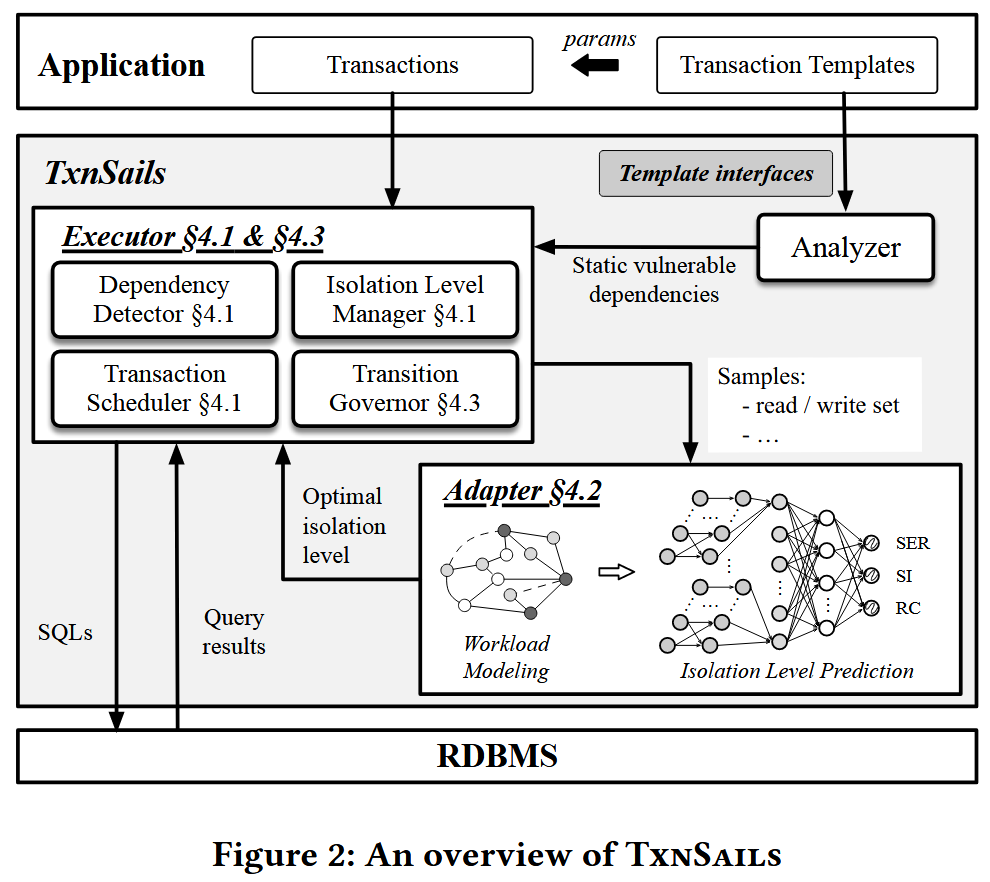 Application
Transactions
params
Transaction Templates
TxnSails
Template interfaces
Executor §4.1 & §4.3
Dependency
Detector §4.1
Isolation Level
Manager §4.1
Transaction
Scheduler §4.1
Transition
Governor §4.3
Static vulnerable
dependencies
Analyzer
Samples:
- read / write set
- ...
Optimal
isolation
level
Adapter §4.2
SER
SI
RC
Workload
Modeling
Isolation Level Prediction
SQLs
Query
results
RDBMS
Figure 2: An overview of TxnSails